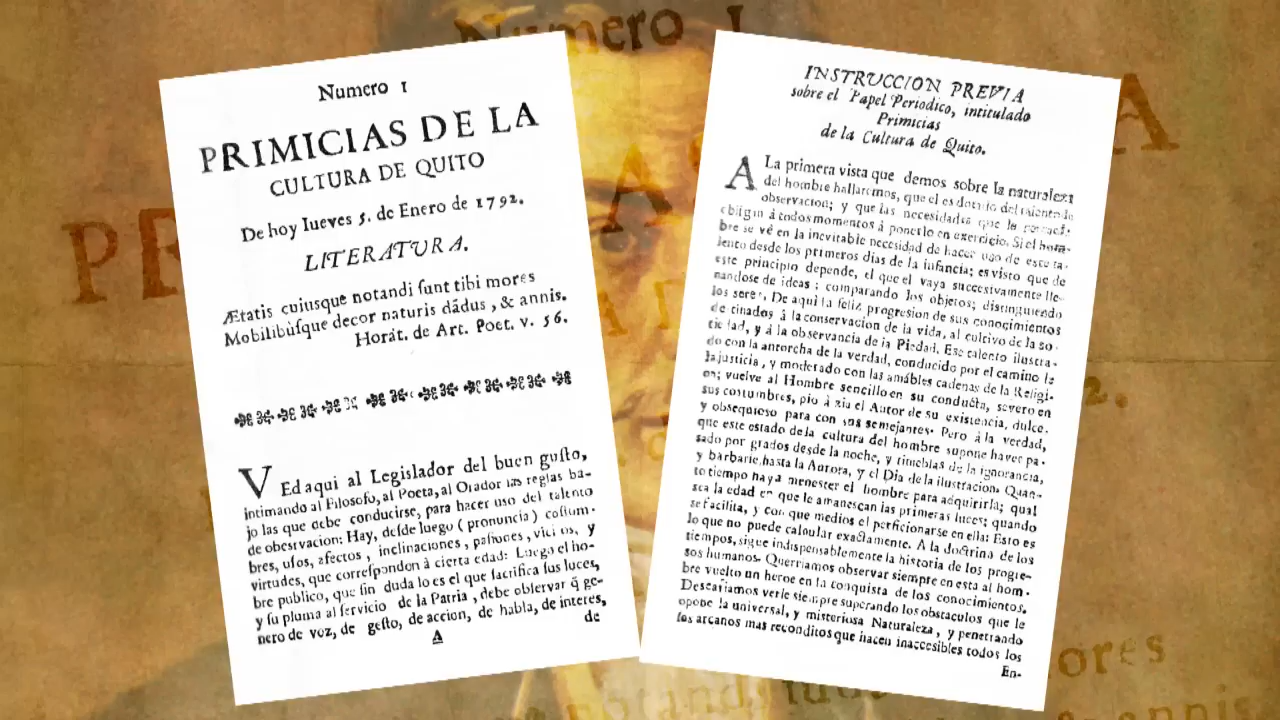 Numero 1
PRIMICIAS DE LA
CULTURA DE QUITO
De hoy Iueves 5. de Enero de 1792.
LITERATURA.
Ætatis cuiusque notandi sunt tibi mores
Mobilibùsque decor naturis dádus, & annis.
Horát. de Art. Poet. v. 56.
VEd aqui al Legislador del buen gusto,
intimando al Filosofo, al Poeta, al Orador las reglas ba-
jo las que debe conducirse, para hacer uso del talento
de observacion: Hay, desde luego (pronuncia) costum-
bres, usos, afectos, inclinaciones, pasiones, vicios, y
virtudes, que corresponden à cierta edad: Luego el ho-
bre publico, que sin duda lo es el que sacrifica sus luces,
y su pluma al servicio de la Patria, debe observar q̃ ge-
nero de voz, de gesto, de accion, de habla, de interes,
A
de
INSTRUCCION PREVIA
sobre el Papel Periodico, intitulado
Primicias
de la Cultura de Quito.
A La primera vista que demos sobre la naturaleza
del hombre hallaremos, que el es dotado del talento de
observacion; y que las necesidades que le
obligan à todos momentos à ponerlo en exercicio. Si el hom-
bre se vé en la inevitable necesidad de hacer uso de este ta-
lento desde los primeros dias de la infancia; es visto que de
este principio depende, el que el vaya succesivamente lle-
nandose de ideas: comparando los objetos; distinguiendo
los seres. De aqui la feliz progresion de sus conocimientos
destinados á la conservacion de la vida, al cultivo de la so-
ciedad, y á la observancia de la Piedad. Ese talento ilustra-
do con la antorcha de la verdad, conducido por el camino la
la justicia, y moderado con las amábles cadenas de la Religi-
on; vuelve al Hombre sencillo en su conducta, severo en
sus costumbres, pio à zia el Autor de su existencia, dulce.
y obsequioso para con sus semejantes. Pero à la verdad,
que este estado de la cultura del hombre supone haver pa-
sado por grados desde la noche, y tinieblas de la ignorancia,
y barbarie, hasta la Aurora, y el Dia de la ilustracion. Quan-
to tiempo haya menester el hombre para adquirirla; qual
sea la edad en que le amanescan las primeras luces; quando
se facilita, y con que medios el perficionarse en ella: Esto es
lo que no puede calcular exactamente. A la doctrina de los
tiempos, sigue indispensablemente la historia de los progre-
sos humanos. Querriamos observar siempre en esta al hom-
bre vuelto un heroe en la conquista de los conocimientos.
Deseariamos verle siempre superando los obstaculos que le
opone la universal, y misteriosa Naturaleza, y penetrando
los arcanos mas reconditos que hacen inaccesibles todos los
En-